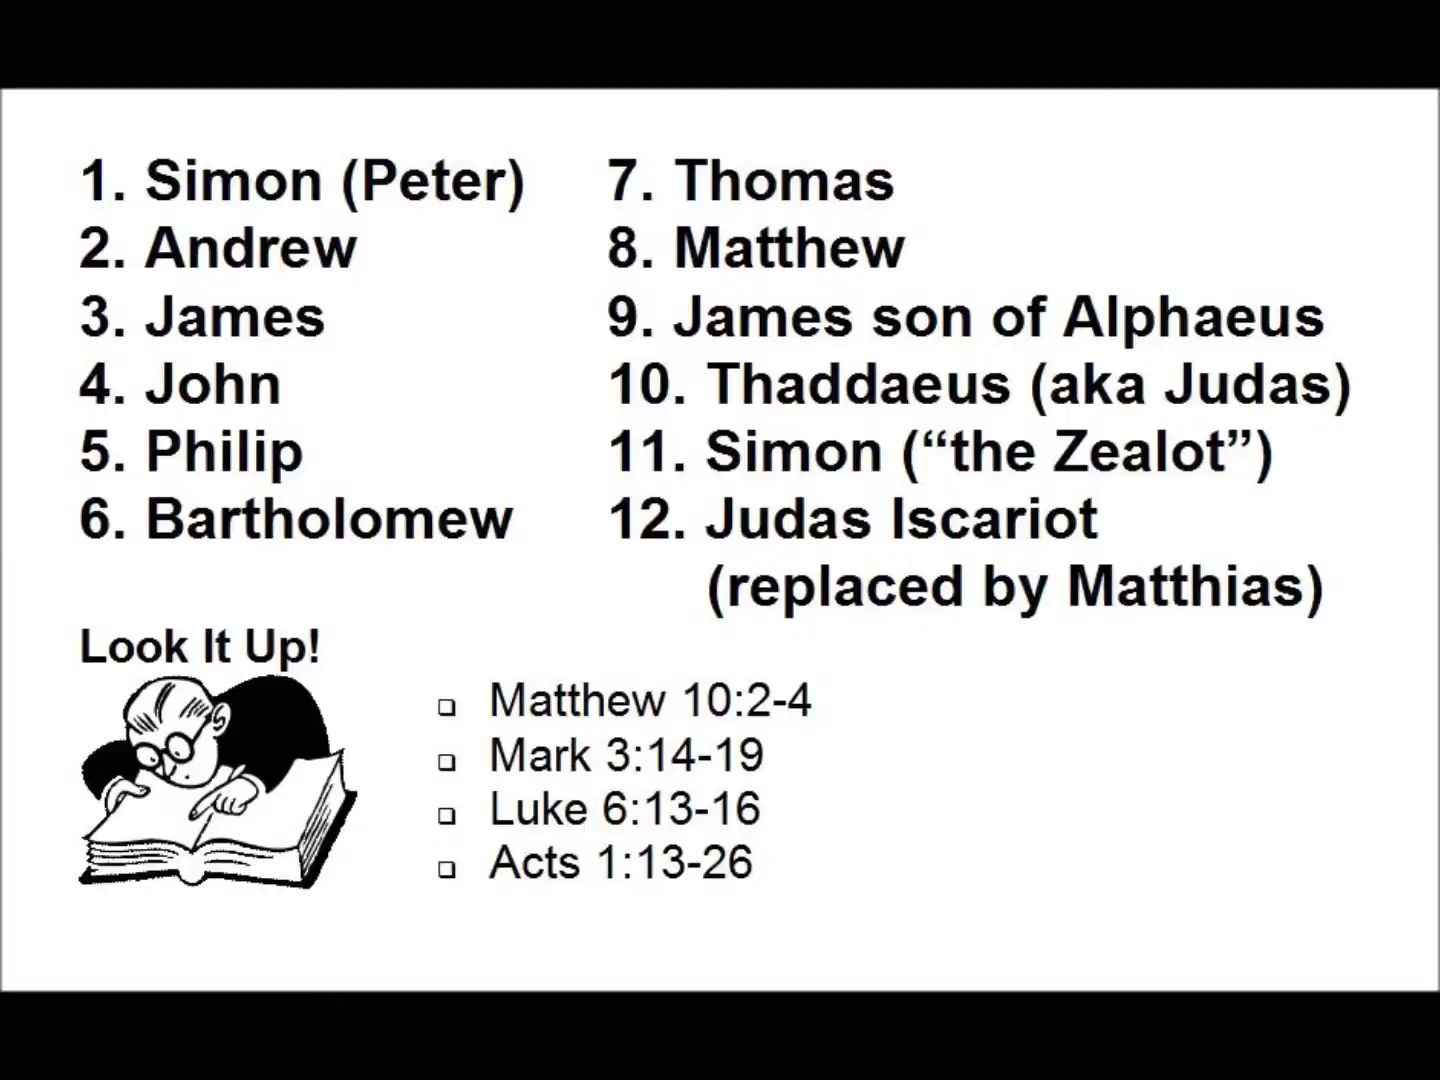 1. Simon (Peter)
2. Andrew
3. James
4. John
5. Philip
6. Bartholomew
7. Thomas
8. Matthew
9. James son of Alphaeus
10. Thaddaeus (aka Judas)
11. Simon (“the Zealot”)
12. Judas Iscariot
(replaced by Matthias)
Look It Up!
❑ Matthew 10:2-4
❑ Mark 3:14-19
❑ Luke 6:13-16
❑ Acts 1:13-26